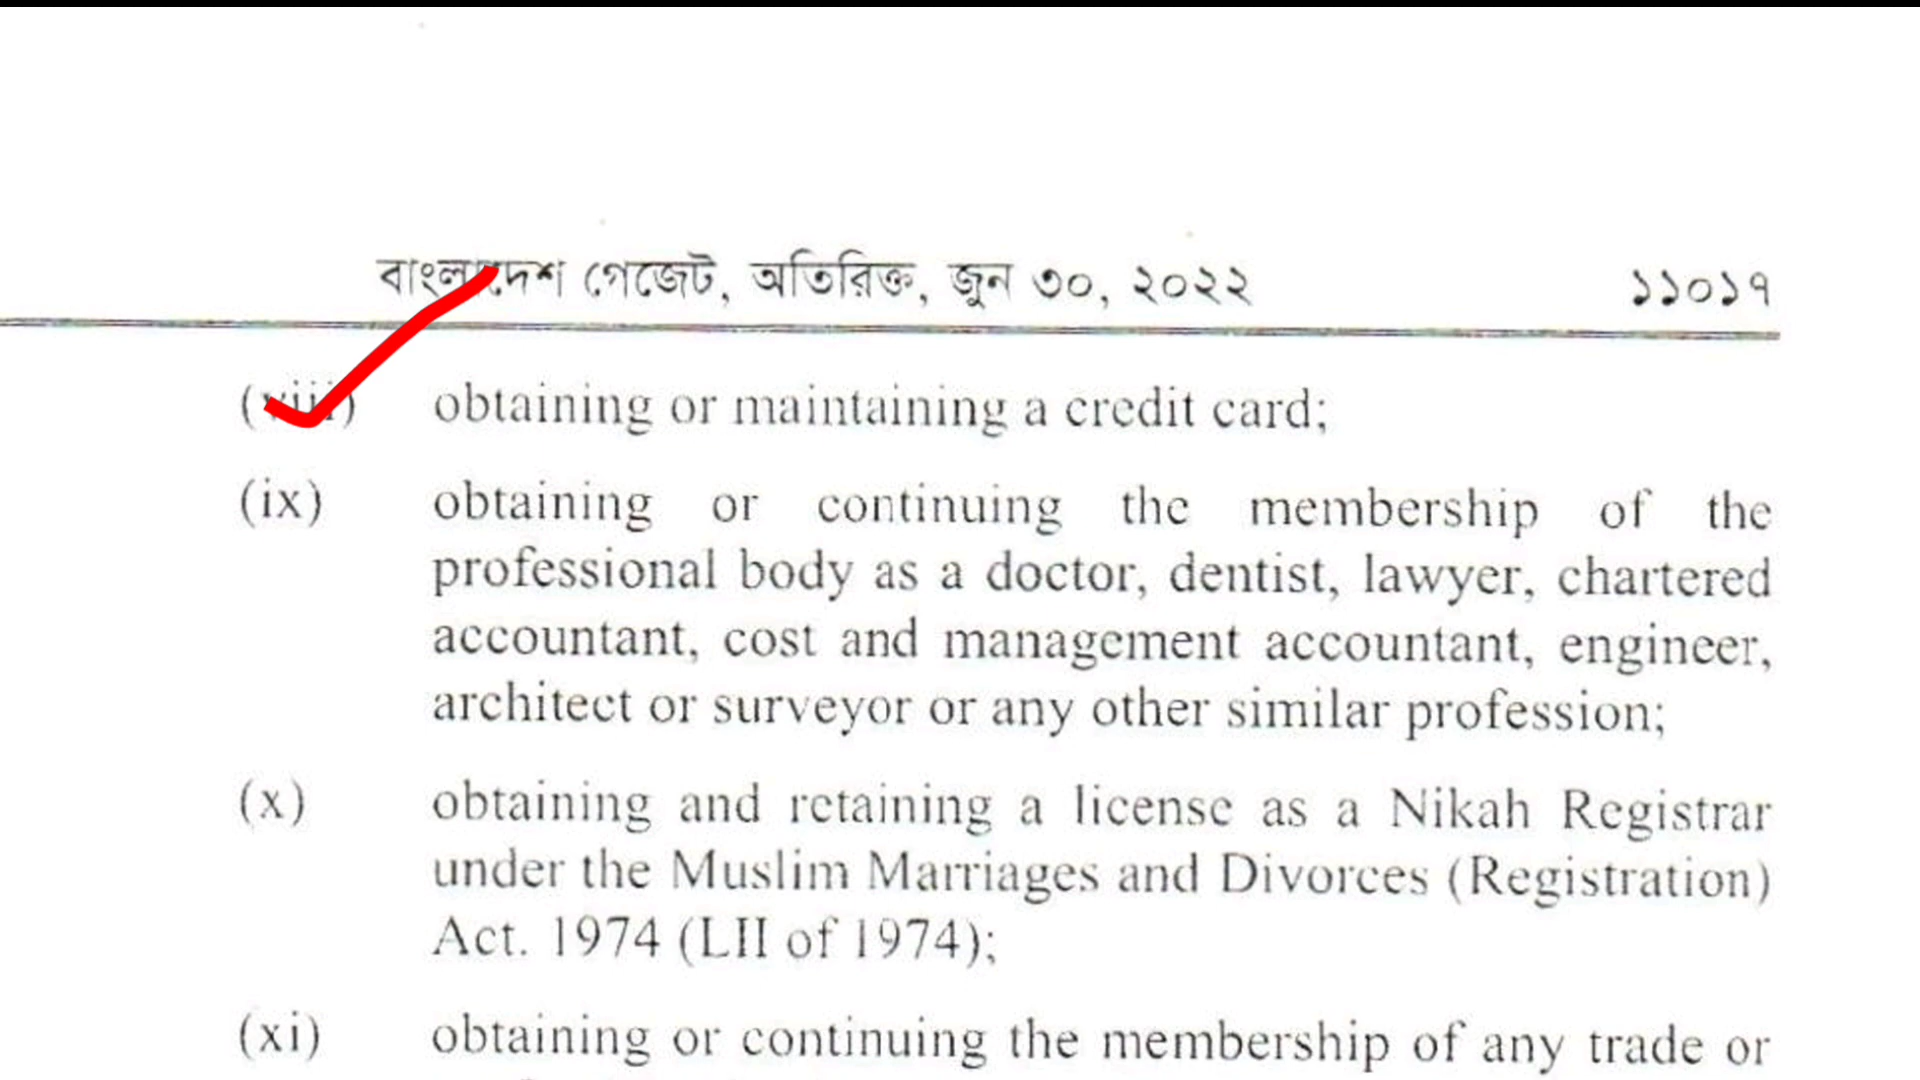 বাংলাদেশ গেজেট, অতিরিক্ত, জুন ৩০, ২০২২ ১১০১৭
(viii) obtaining or maintaining a credit card;
(ix) obtaining or continuing the membership of the
professional body as a doctor, dentist, lawyer, chartered
accountant, cost and management accountant, engineer,
architect or surveyor or any other similar profession;
(x) obtaining and retaining a license as a Nikah Registrar
under the Muslim Marriages and Divorces (Registration)
Act. 1974 (LII of 1974);
(xi) obtaining or continuing the membership of any trade or